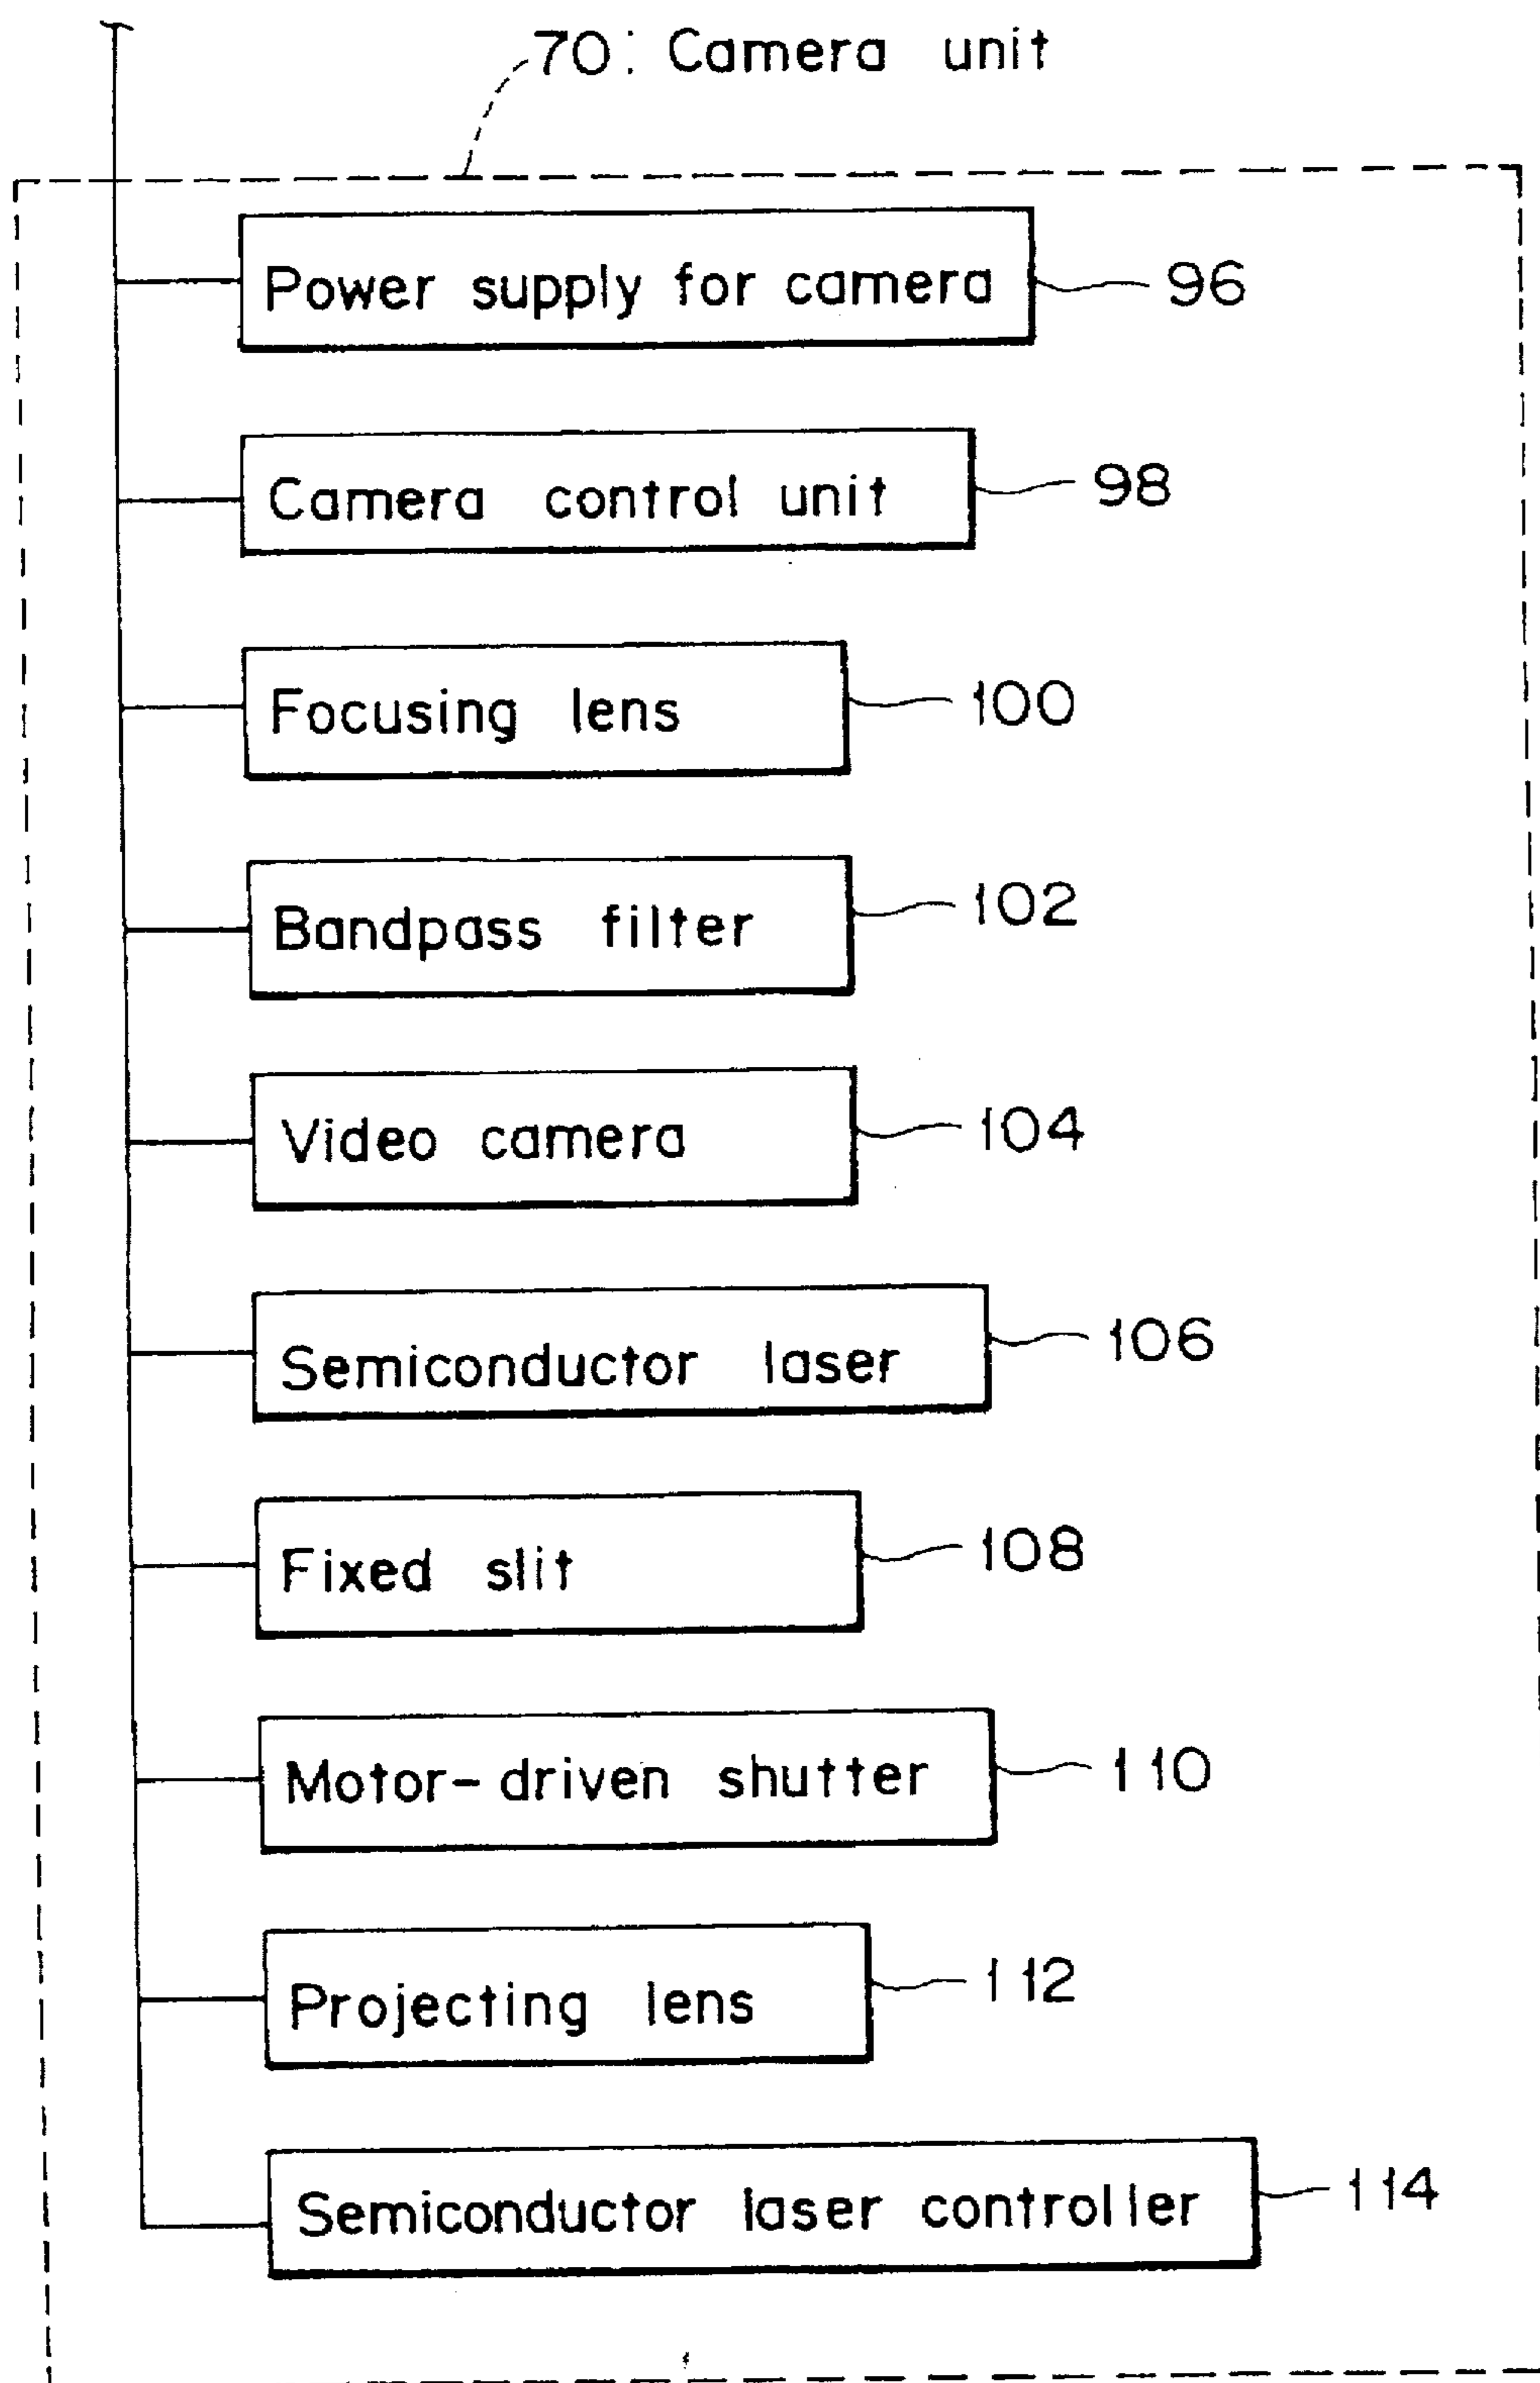 70: Camera unit
Power supply for camera 96
Camera control unit 98
Focusing lens 100
Bandpass filter 102
Video camera 104
Semiconductor laser 106
Fixed slit 108
Motor-driven shutter 110
Projecting lens 112
Semiconductor laser controller 114